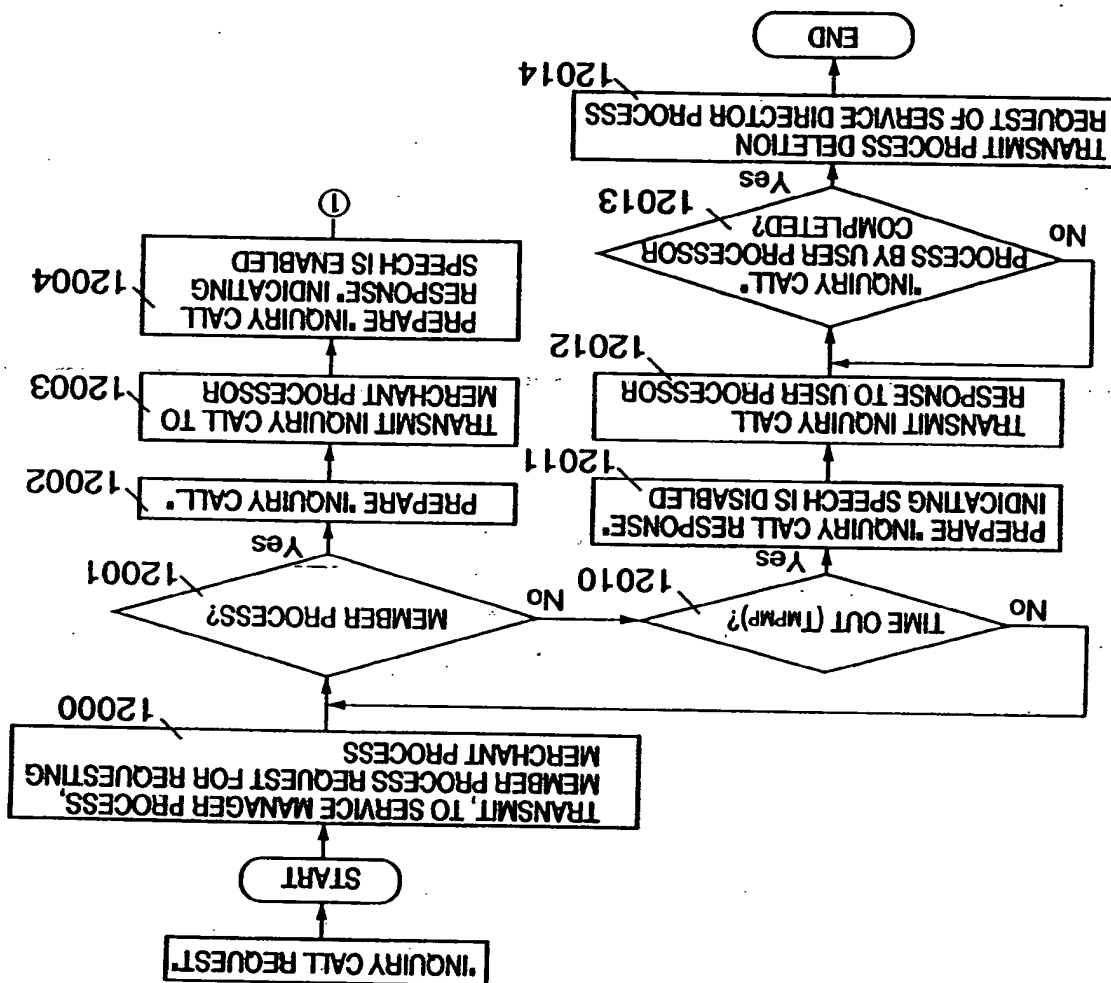 "INQUIRY CALL REQUEST"
START
TRANSMIT, TO SERVICE MANAGER PROCESS,
MEMBER PROCESS REQUEST FOR REQUESTING
MERCHANT PROCESS
12000
MEMBER PROCESS?
12001
Yes
No
PREPARE "INQUIRY CALL"
12002
TRANSMIT INQUIRY CALL TO
MERCHANT PROCESSOR
12003
PREPARE "INQUIRY CALL
RESPONSE" INDICATING
SPEECH IS ENABLED
12004
1
TIME OUT (TMPMP)?
12010
No
Yes
PREPARE "INQUIRY CALL RESPONSE"
INDICATING SPEECH IS DISABLED
12011
TRANSMIT INQUIRY CALL
RESPONSE TO USER PROCESSOR
12012
"INQUIRY CALL"
PROCESS BY USER PROCESSOR
COMPLETED?
12013
No
Yes
TRANSMIT PROCESS DELETION
REQUEST OF SERVICE DIRECTOR PROCESS
12014
END